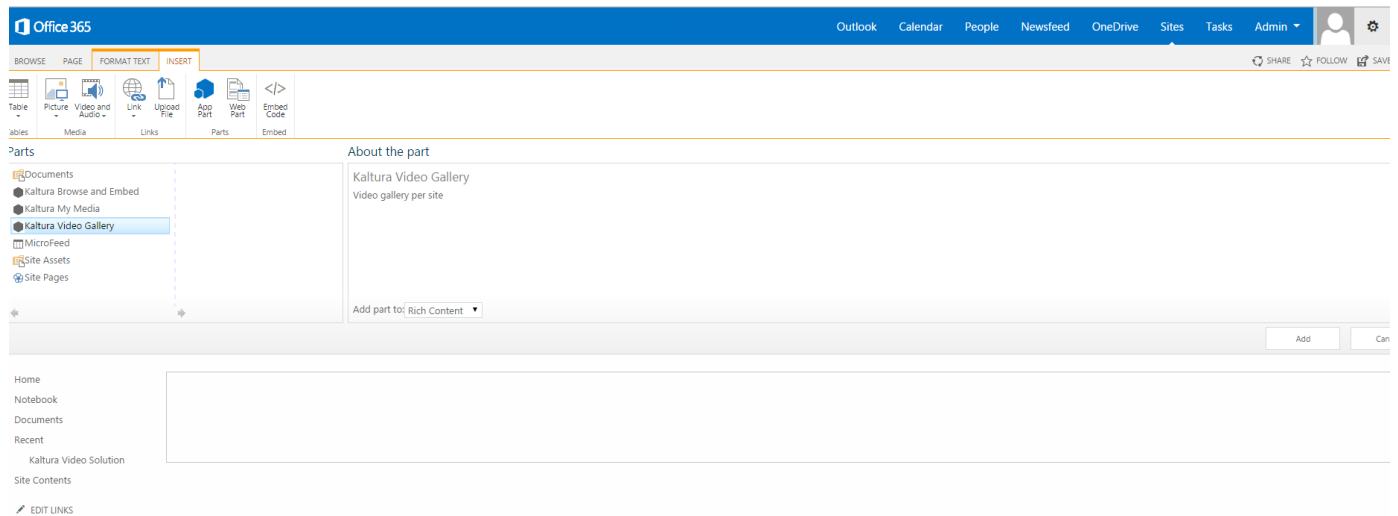 Office 365
Outlook Calendar People Newsfeed OneDrive Sites Tasks Admin
BROWSE PAGE FORMAT TEXT INSERT
SHARE FOLLOW SAVE
Table Picture Video and Audio Link Upload File App Part Web Part Embed Code
ables Media Links Parts Embed
Parts
About the part
Documents
Kaltura Browse and Embed
Kaltura My Media
Kaltura Video Gallery
MicroFeed
Site Assets
Site Pages
Kaltura Video Gallery
Video gallery per site
Add part to: Rich Content
Add Can
Home
Notebook
Documents
Recent
Kaltura Video Solution
Site Contents
EDIT LINKS